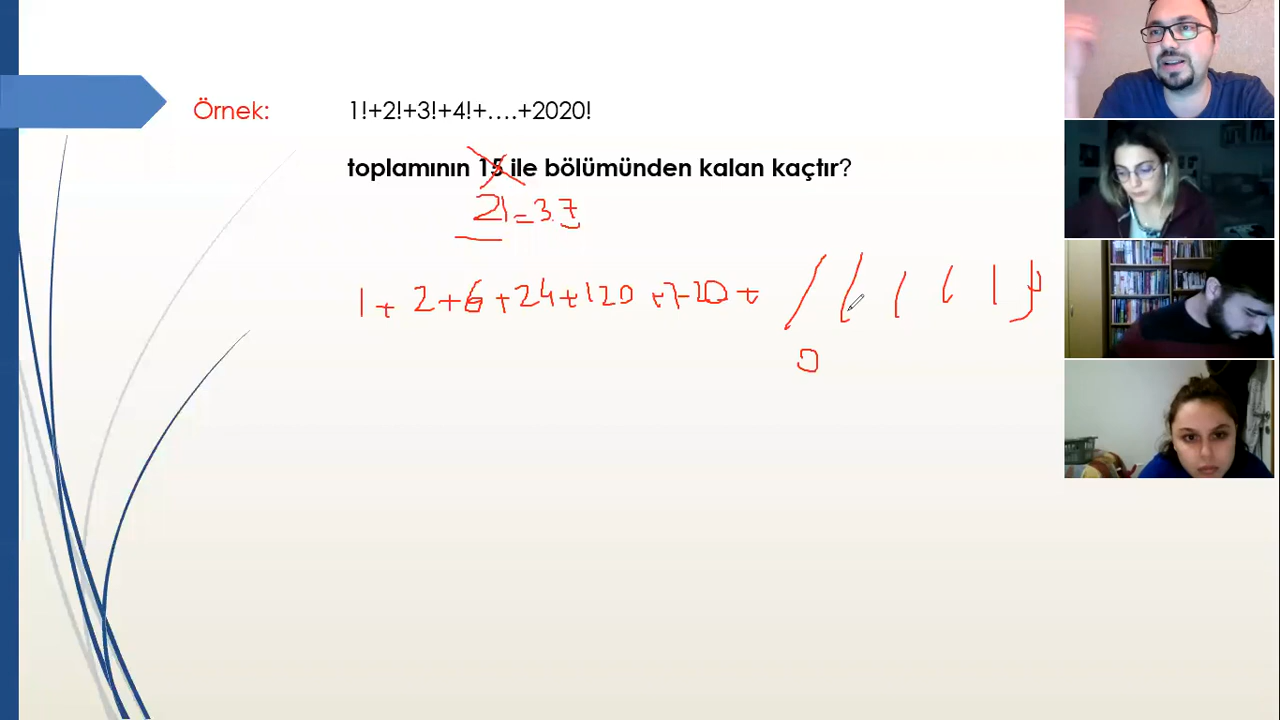 Örnek: 1!+2!+3!+4!+….+2020!
toplamının 15 ile bölümünden kalan kaçtır?
21=3.7
1+2+6+24+120+720+
0